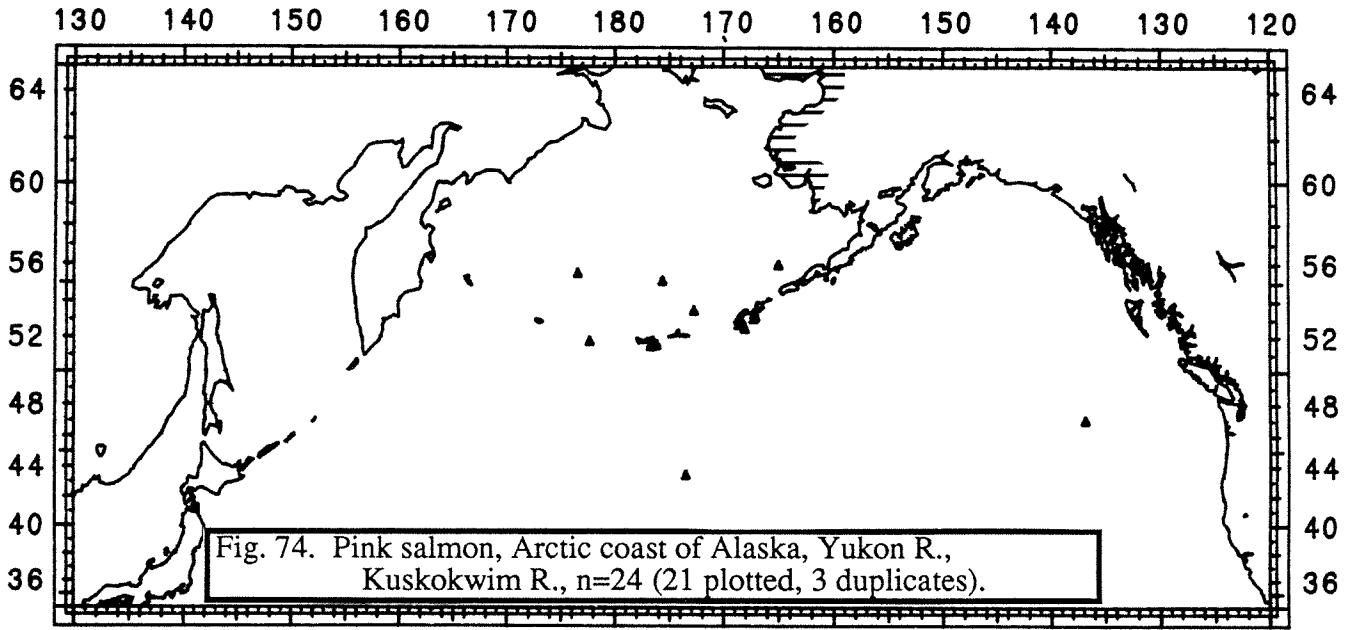 130 140 150 160 170 180 170 160 150 140 130 120
64 64
60 60
56 56
52 52
48 48
44 44
40 40
36 36
Fig. 74. Pink salmon, Arctic coast of Alaska, Yukon R.,
Kuskokwim R., n=24 (21 plotted, 3 duplicates).